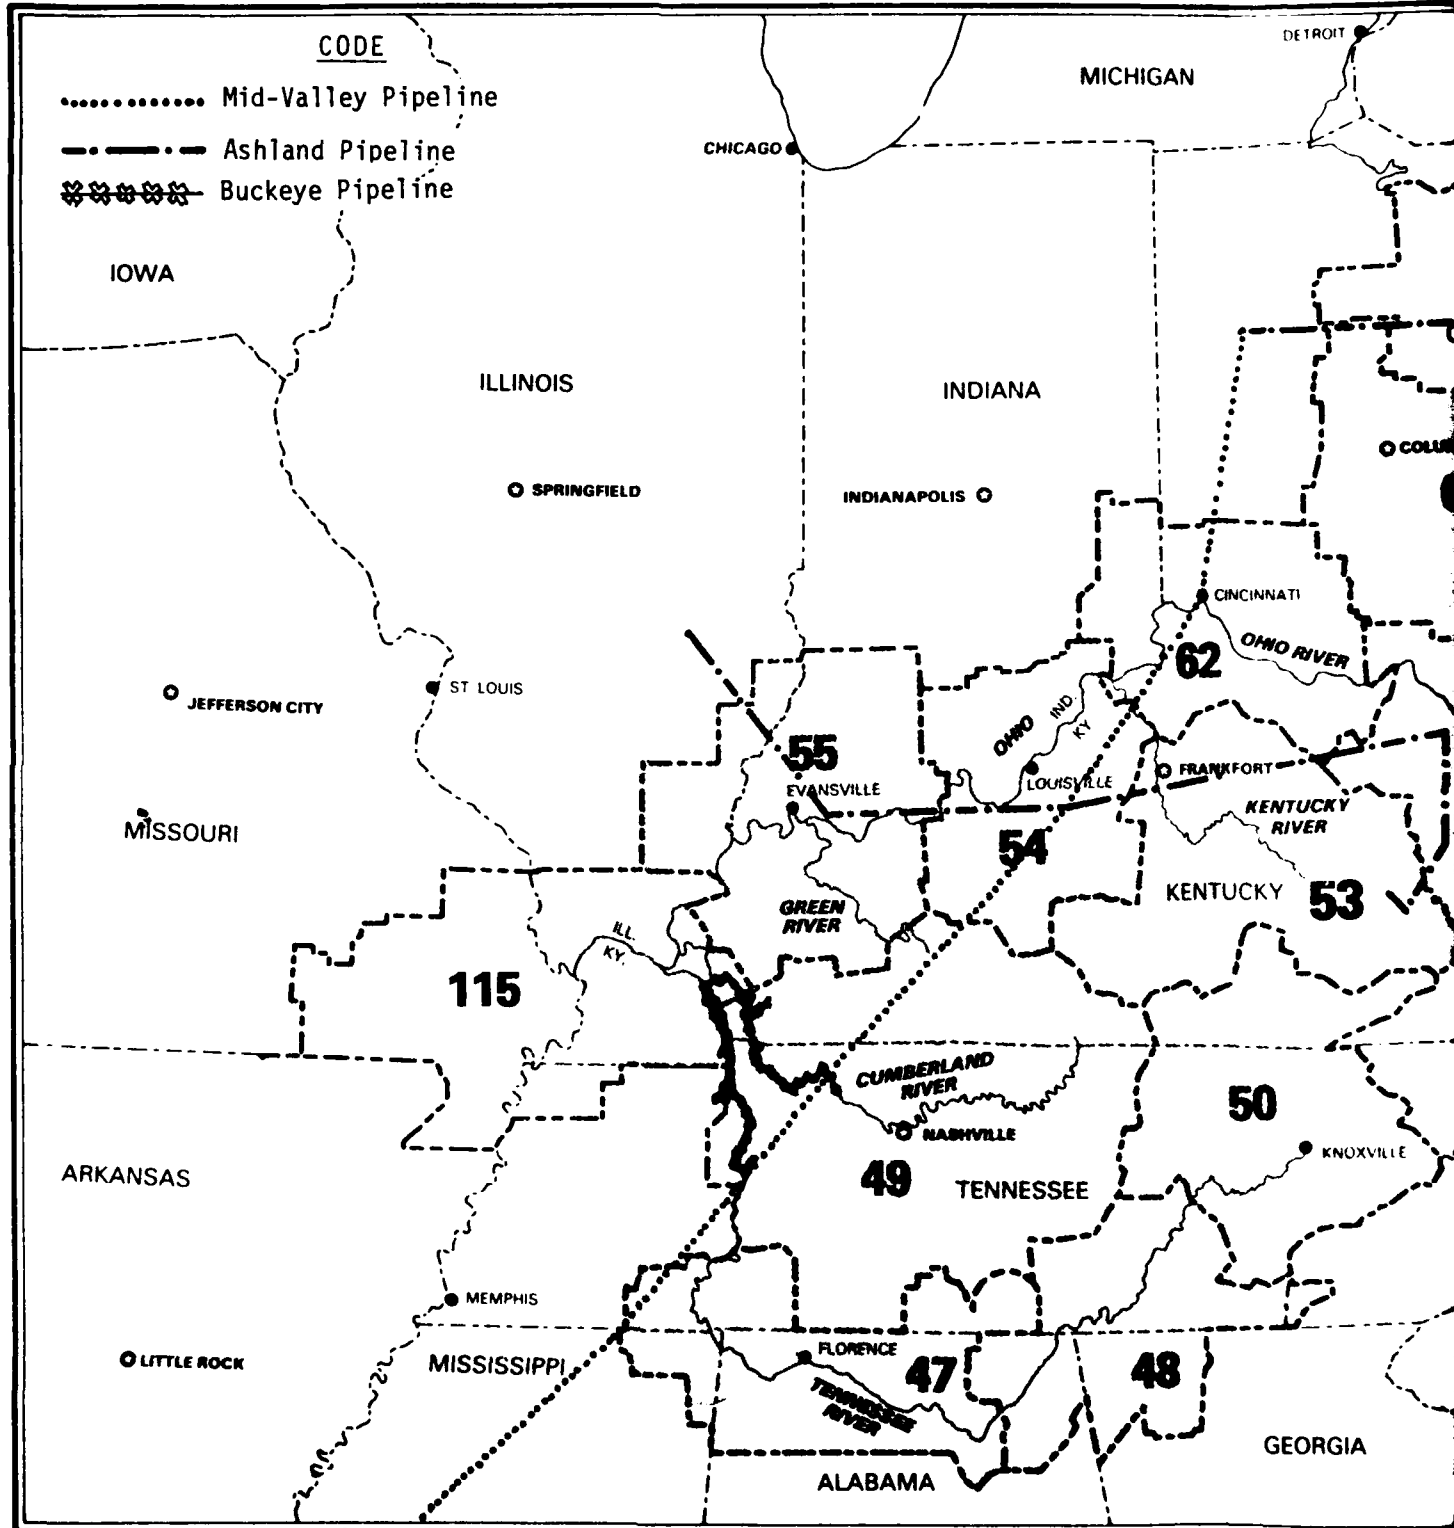 CODE
Mid-Valley Pipeline
Ashland Pipeline
Buckeye Pipeline
DETROIT
MICHIGAN
CHICAGO
IOWA
ILLINOIS
INDIANA
SPRINGFIELD
INDIANAPOLIS
CINCINNATI
62
OHIO RIVER
ST LOUIS
JEFFERSON CITY
OHIO
IND.
KY
55
EVANSVILLE
LOUISVILLE
FRANKFORT
KENTUCKY
RIVER
MISSOURI
54
KENTUCKY
53
GREEN
RIVER
ILL.
KY.
115
CUMBERLAND
RIVER
50
NASHVILLE
KNOXVILLE
ARKANSAS
49
TENNESSEE
MEMPHIS
LITTLE ROCK
MISSISSIPPI
FLORENCE
47
48
TENNESSEE
RIVER
GEORGIA
ALABAMA